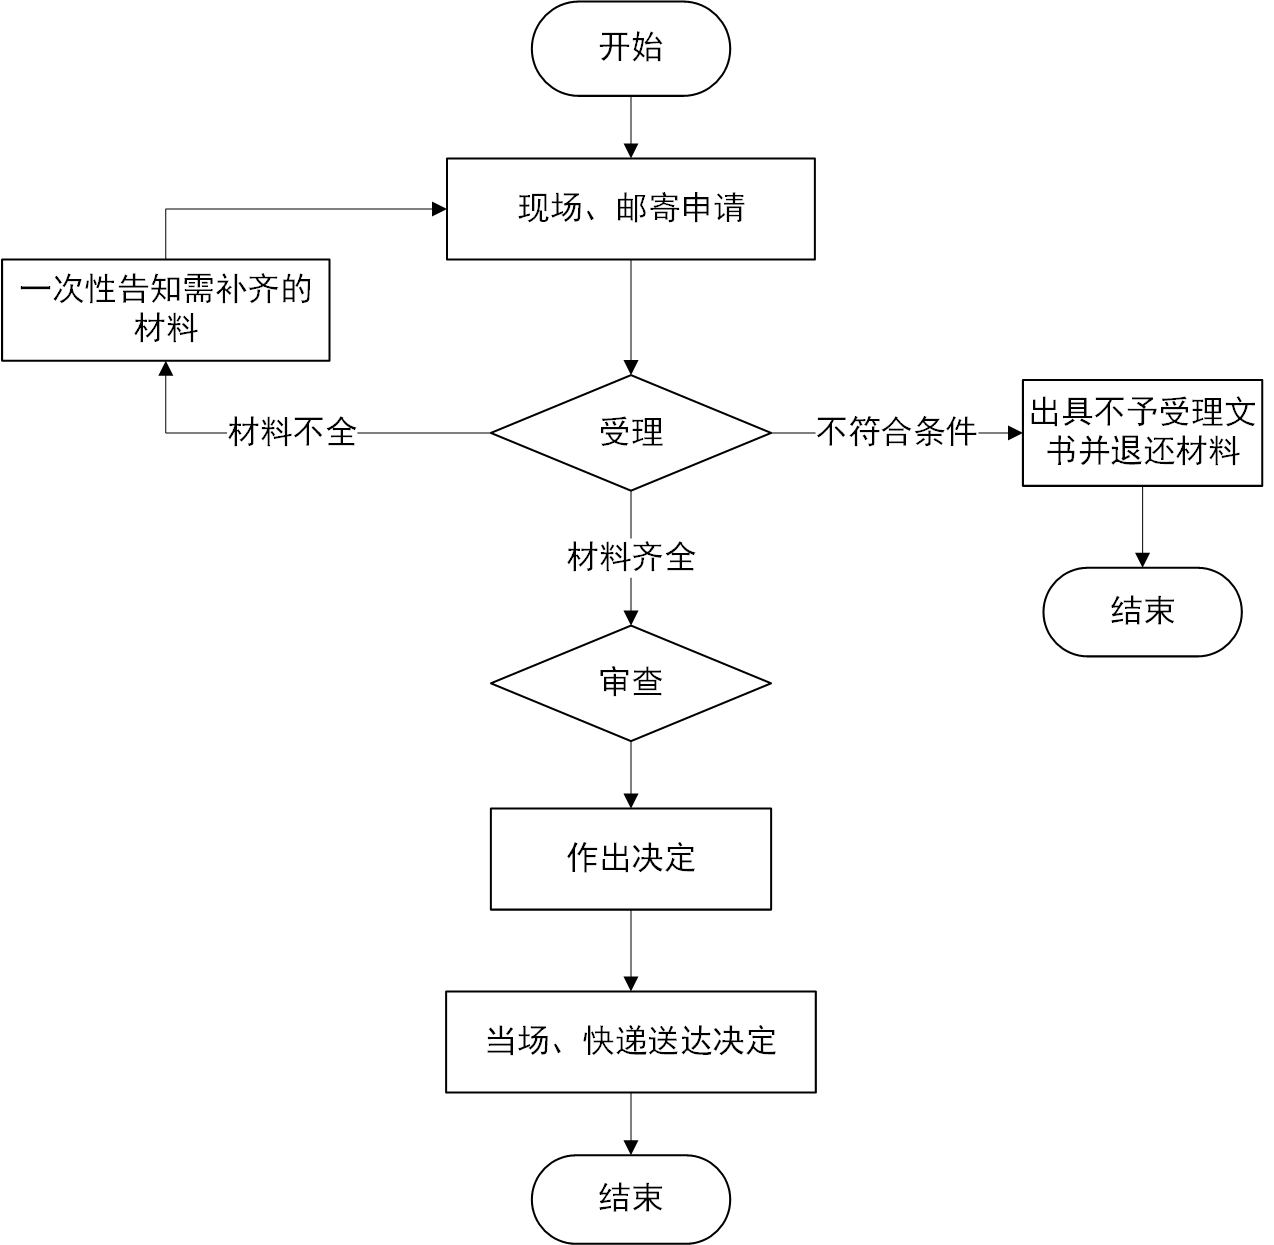 开始
现场、邮寄申请
一次性告知需补齐的
材料
材料不全
受理
不符合条件
出具不予受理文
书并退还材料
材料齐全
结束
审查
作出决定
当场、快递送达决定
结束